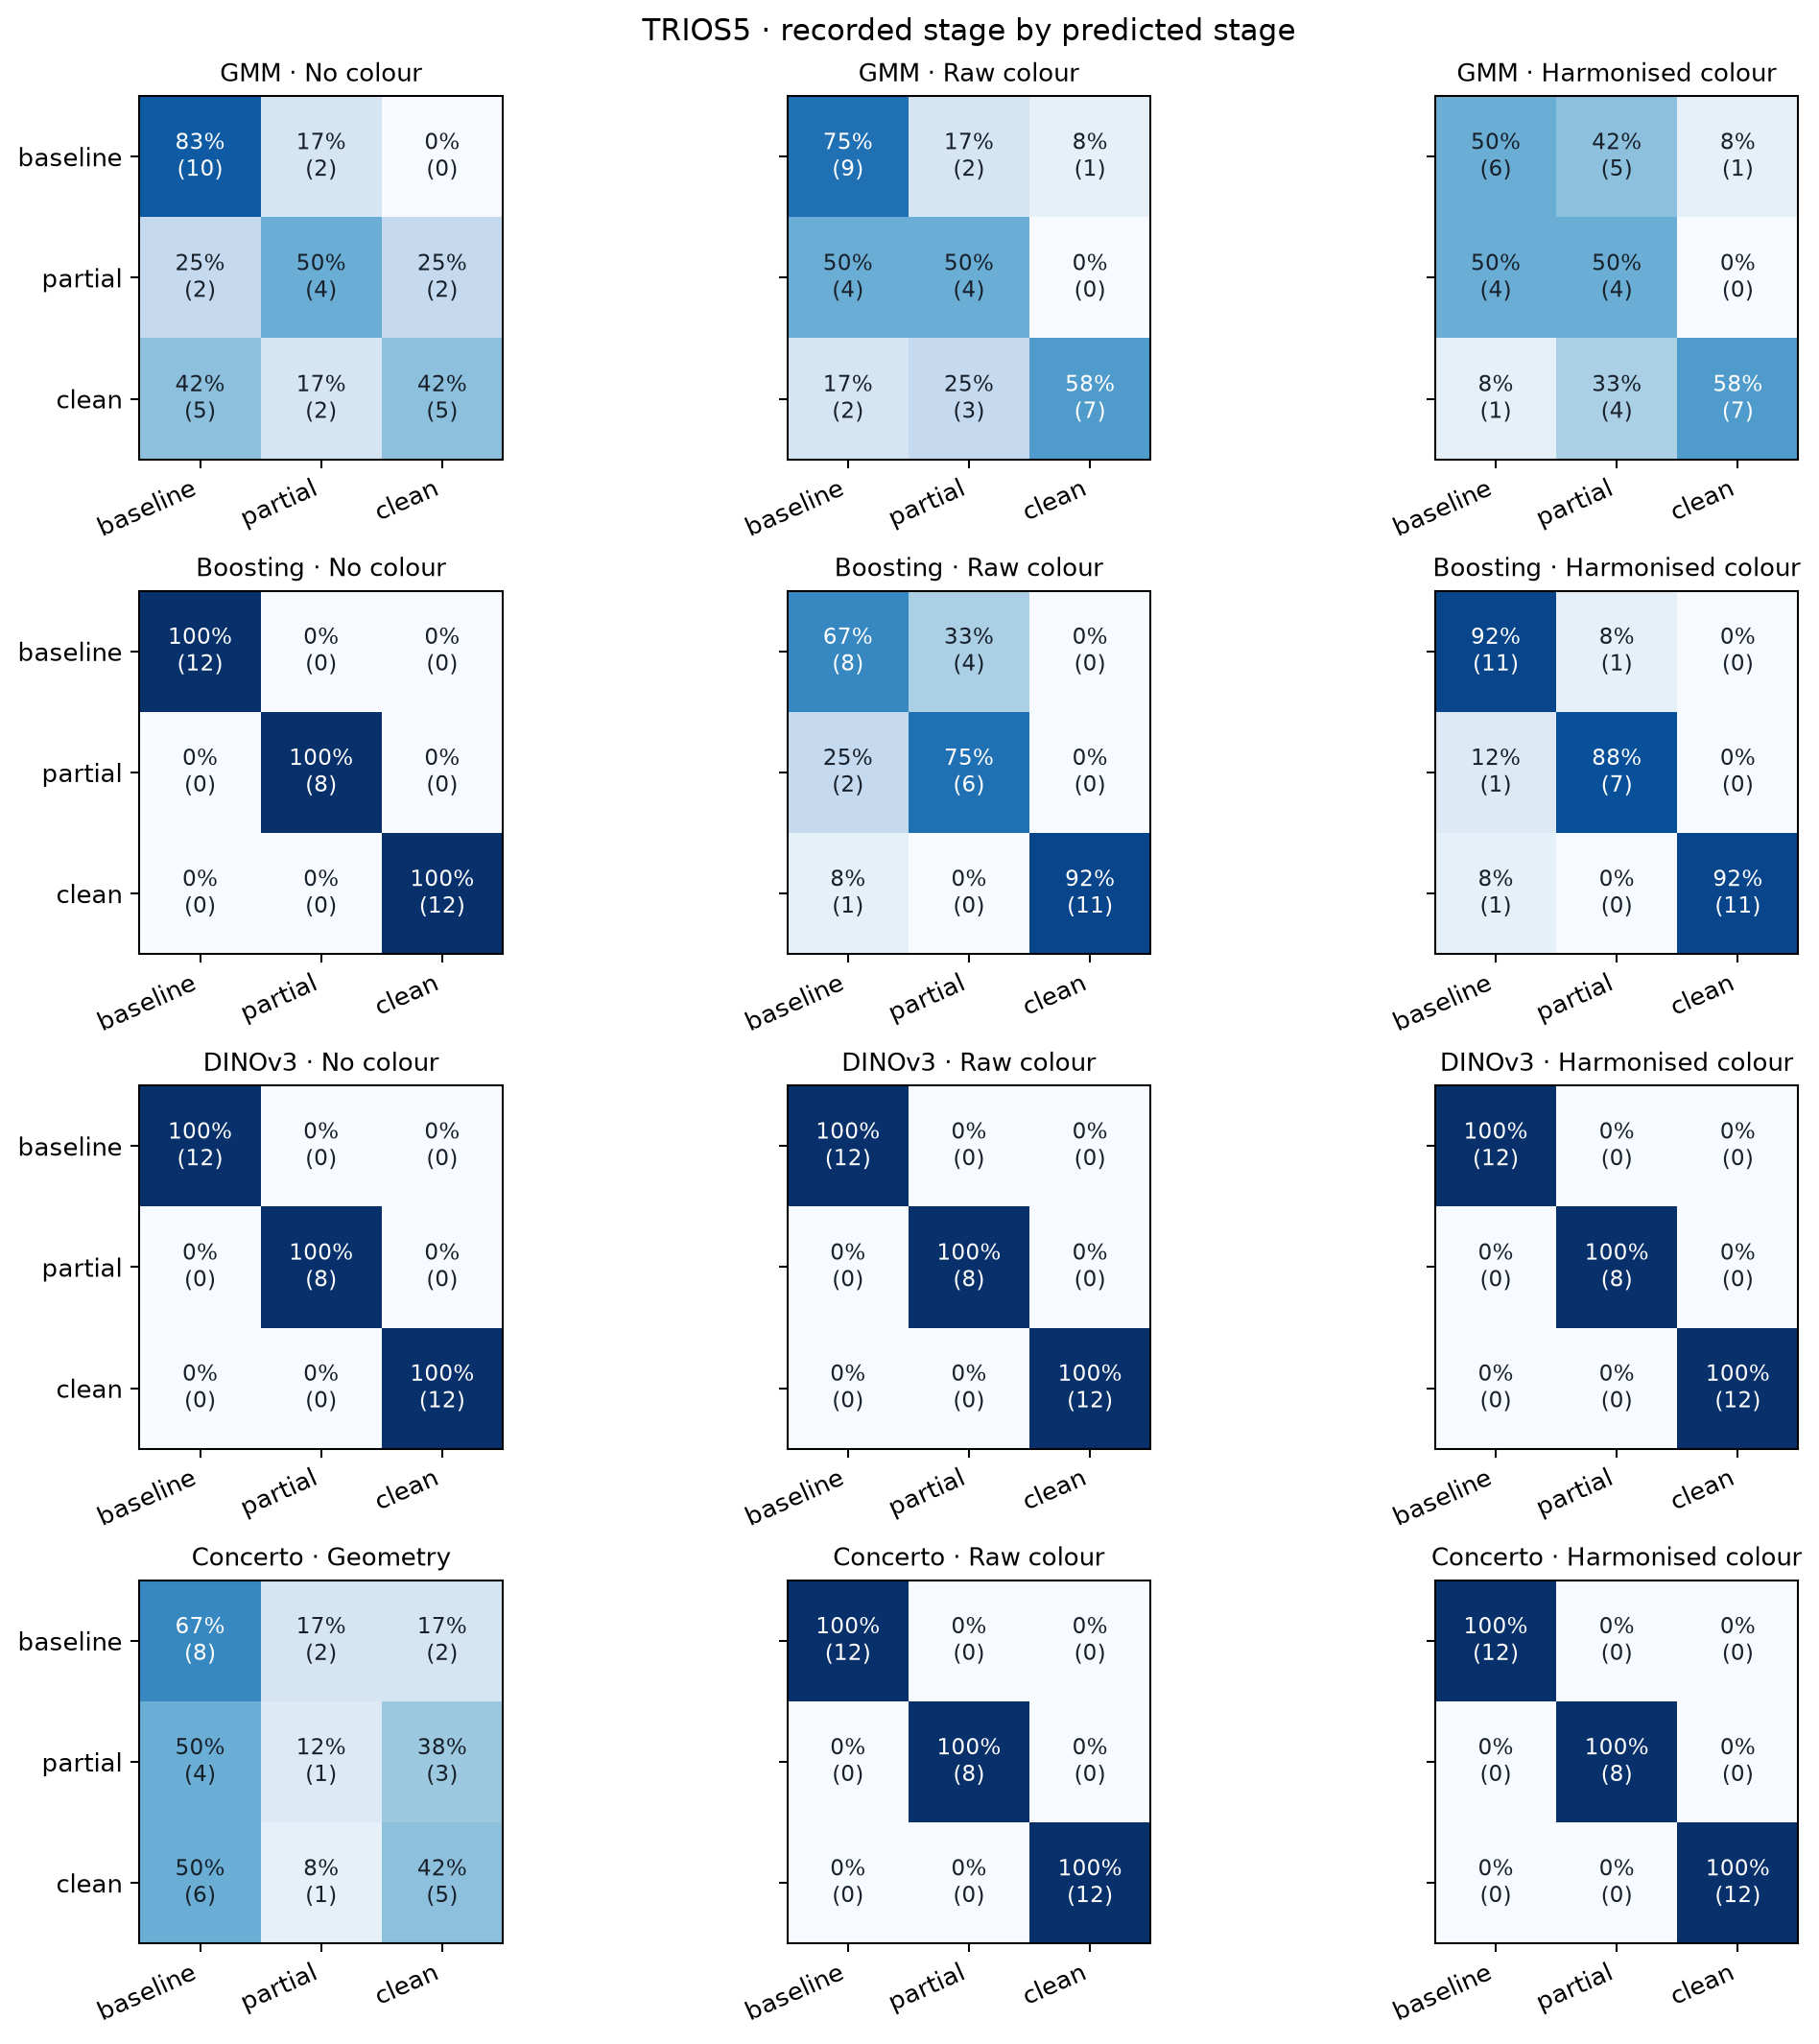 TRIOS5 · recorded stage by predicted stage
GMM · No colour
GMM · Raw colour
GMM · Harmonised colour
83% 17% 0% 75% 17% 8% 50% 42% 8%
baseline
(10) (2) (0) (9) (2) (1) (6) (5) (1)
25% 50% 25% 50% 50% 0% 50% 50% 0%
partial
(2) (4) (2) (4) (4) (0) (4) (4) (0)
42% 17% 42% 17% 25% 58% 8% 33% 58%
clean
(5) (2) (5) (2) (3) (7) (1) (4) (7)
baseline partial clean baseline partial clean baseline partial clean
Boosting · No colour
Boosting · Raw colour
Boosting · Harmonised colour
100% 0% 0% 67% 33% 0% 92% 8% 0%
baseline
(12) (0) (0) (8) (4) (0) (11) (1) (0)
0% 100% 0% 25% 75% 0% 12% 88% 0%
partial
(0) (8) (0) (2) (6) (0) (1) (7) (0)
0% 0% 100% 8% 0% 92% 8% 0% 92%
clean
(0) (0) (12) (1) (0) (11) (1) (0) (11)
baseline partial clean baseline partial clean baseline partial clean
DINOv3 · No colour
DINOv3 · Raw colour
DINOv3 · Harmonised colour
100% 0% 0% 100% 0% 0% 100% 0% 0%
baseline
(12) (0) (0) (12) (0) (0) (12) (0) (0)
0% 100% 0% 0% 100% 0% 0% 100% 0%
partial
(0) (8) (0) (0) (8) (0) (0) (8) (0)
0% 0% 100% 0% 0% 100% 0% 0% 100%
clean
(0) (0) (12) (0) (0) (12) (0) (0) (12)
baseline partial clean baseline partial clean baseline partial clean
Concerto · Geometry
Concerto · Raw colour
Concerto · Harmonised colour
67% 17% 17% 100% 0% 0% 100% 0% 0%
baseline
(8) (2) (2) (12) (0) (0) (12) (0) (0)
50% 12% 38% 0% 100% 0% 0% 100% 0%
partial
(4) (1) (3) (0) (8) (0) (0) (8) (0)
50% 8% 42% 0% 0% 100% 0% 0% 100%
clean
(6) (1) (5) (0) (0) (12) (0) (0) (12)
baseline partial clean baseline partial clean baseline partial clean